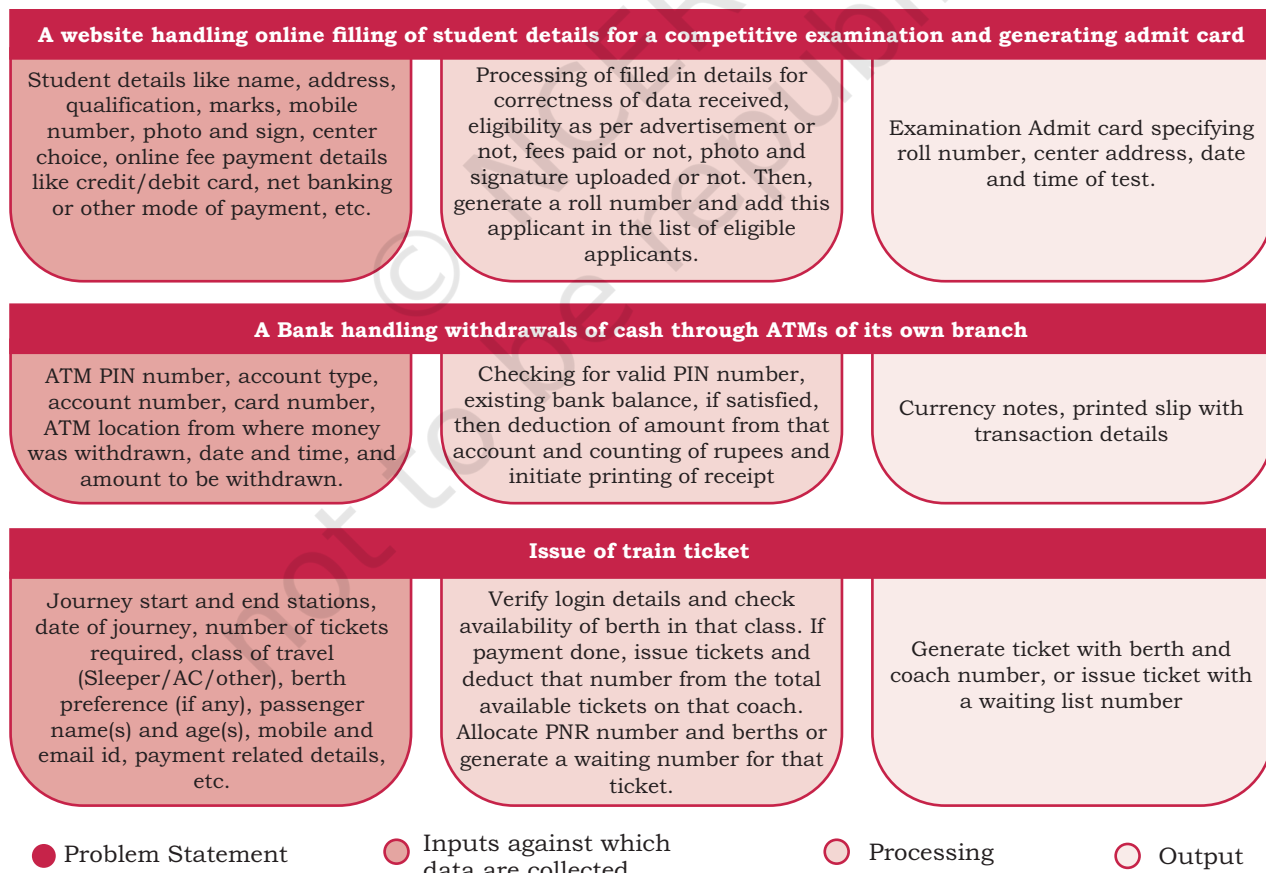 A website handling online filling of student details for a competitive examination and generating admit card
Student details like name, address,
qualification, marks, mobile
number, photo and sign, center
choice, online fee payment details
like credit/debit card, net banking
or other mode of payment, etc.
Processing of filled in details for
correctness of data received,
eligibility as per advertisement or
not, fees paid or not, photo and
signature uploaded or not. Then,
generate a roll number and add this
applicant in the list of eligible
applicants.
Examination Admit card specifying
roll number, center address, date
and time of test.
A Bank handling withdrawals of cash through ATMs of its own branch
ATM PIN number, account type,
account number, card number,
ATM location from where money
was withdrawn, date and time, and
amount to be withdrawn.
Checking for valid PIN number,
existing bank balance, if satisfied,
then deduction of amount from that
account and counting of rupees and
initiate printing of receipt
Currency notes, printed slip with
transaction details
Issue of train ticket
Journey start and end stations,
date of journey, number of tickets
required, class of travel
(Sleeper/AC/other), berth
preference (if any), passenger
name(s) and age(s), mobile and
email id, payment related details,
etc.
Verify login details and check
availability of berth in that class. If
payment done, issue tickets and
deduct that number from the total
available tickets on that coach.
Allocate PNR number and berths or
generate a waiting number for that
ticket.
Generate ticket with berth and
coach number, or issue ticket with
a waiting list number
Problem Statement
Inputs against which
data are collected
Processing
Output
© NCER
not to be republi